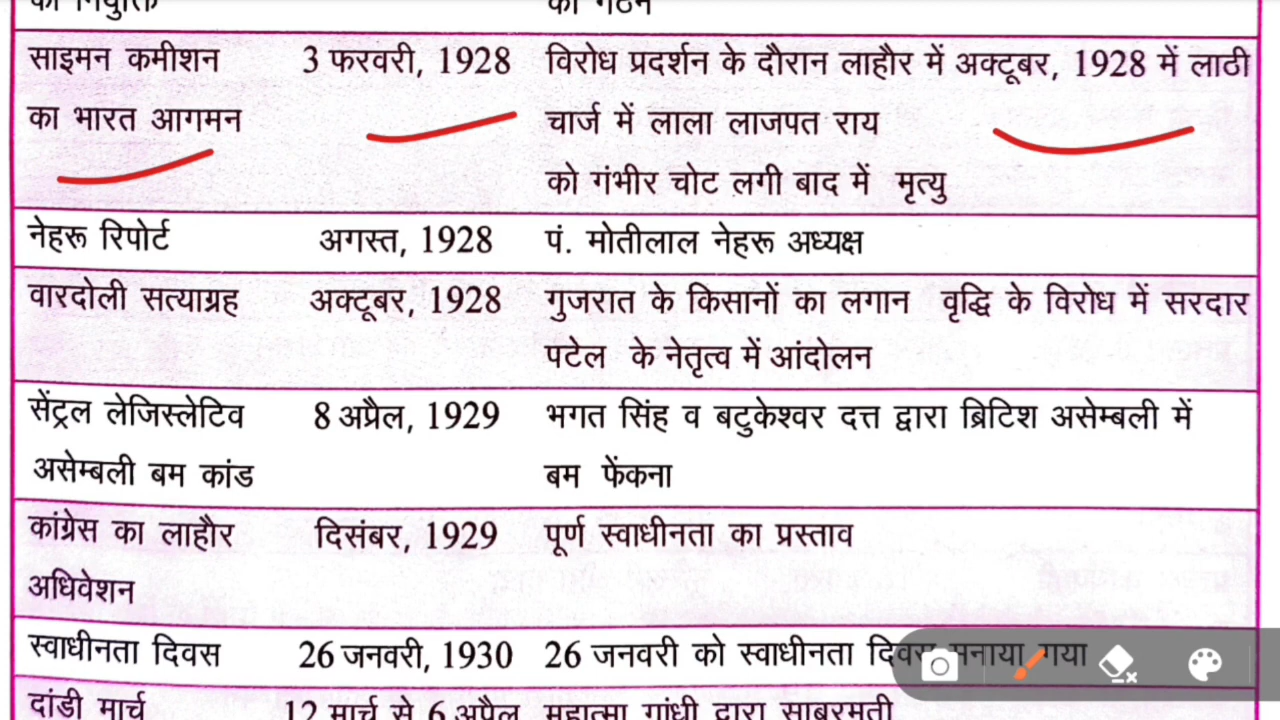 की नियुक्ति का गठन
साइमन कमीशन 3 फरवरी, 1928 विरोध प्रदर्शन के दौरान लाहौर में अक्टूबर, 1928 में लाठी
का भारत आगमन चार्ज में लाला लाजपत राय
को गंभीर चोट लगी बाद में मृत्यु
नेहरू रिपोर्ट अगस्त, 1928 पं. मोतीलाल नेहरू अध्यक्ष
वारदोली सत्याग्रह अक्टूबर, 1928 गुजरात के किसानों का लगान वृद्धि के विरोध में सरदार
पटेल के नेतृत्व में आंदोलन
सेंट्रल लेजिस्लेटिव 8 अप्रैल, 1929 भगत सिंह व बटुकेश्वर दत्त द्वारा ब्रिटिश असेम्बली में
असेम्बली बम कांड बम फेंकना
कांग्रेस का लाहौर दिसंबर, 1929 पूर्ण स्वाधीनता का प्रस्ताव
अधिवेशन
स्वाधीनता दिवस 26 जनवरी, 1930 26 जनवरी को स्वाधीनता दिवस मनाया गया
दांडी मार्च 12 मार्च से 6 अप्रैल महात्मा गांधी द्वारा साबरमती